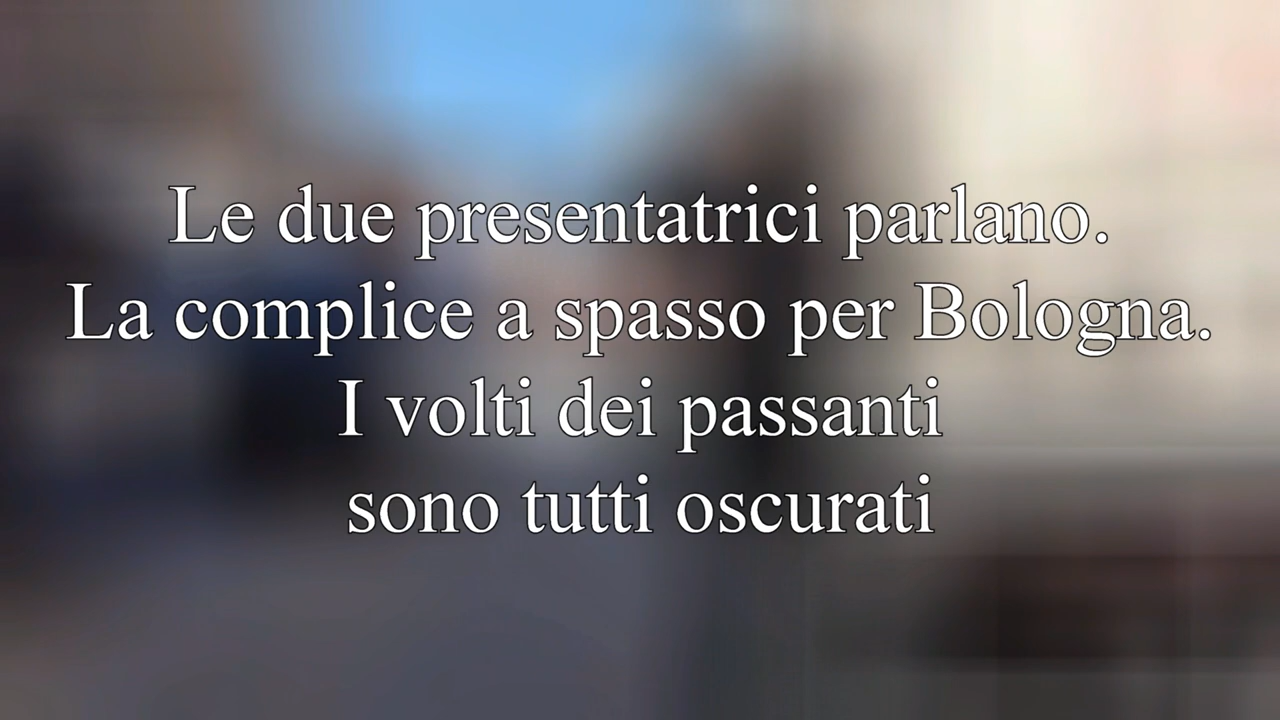 Le due presentatrici parlano.
La complice a spasso per Bologna.
I volti dei passanti
sono tutti oscurati